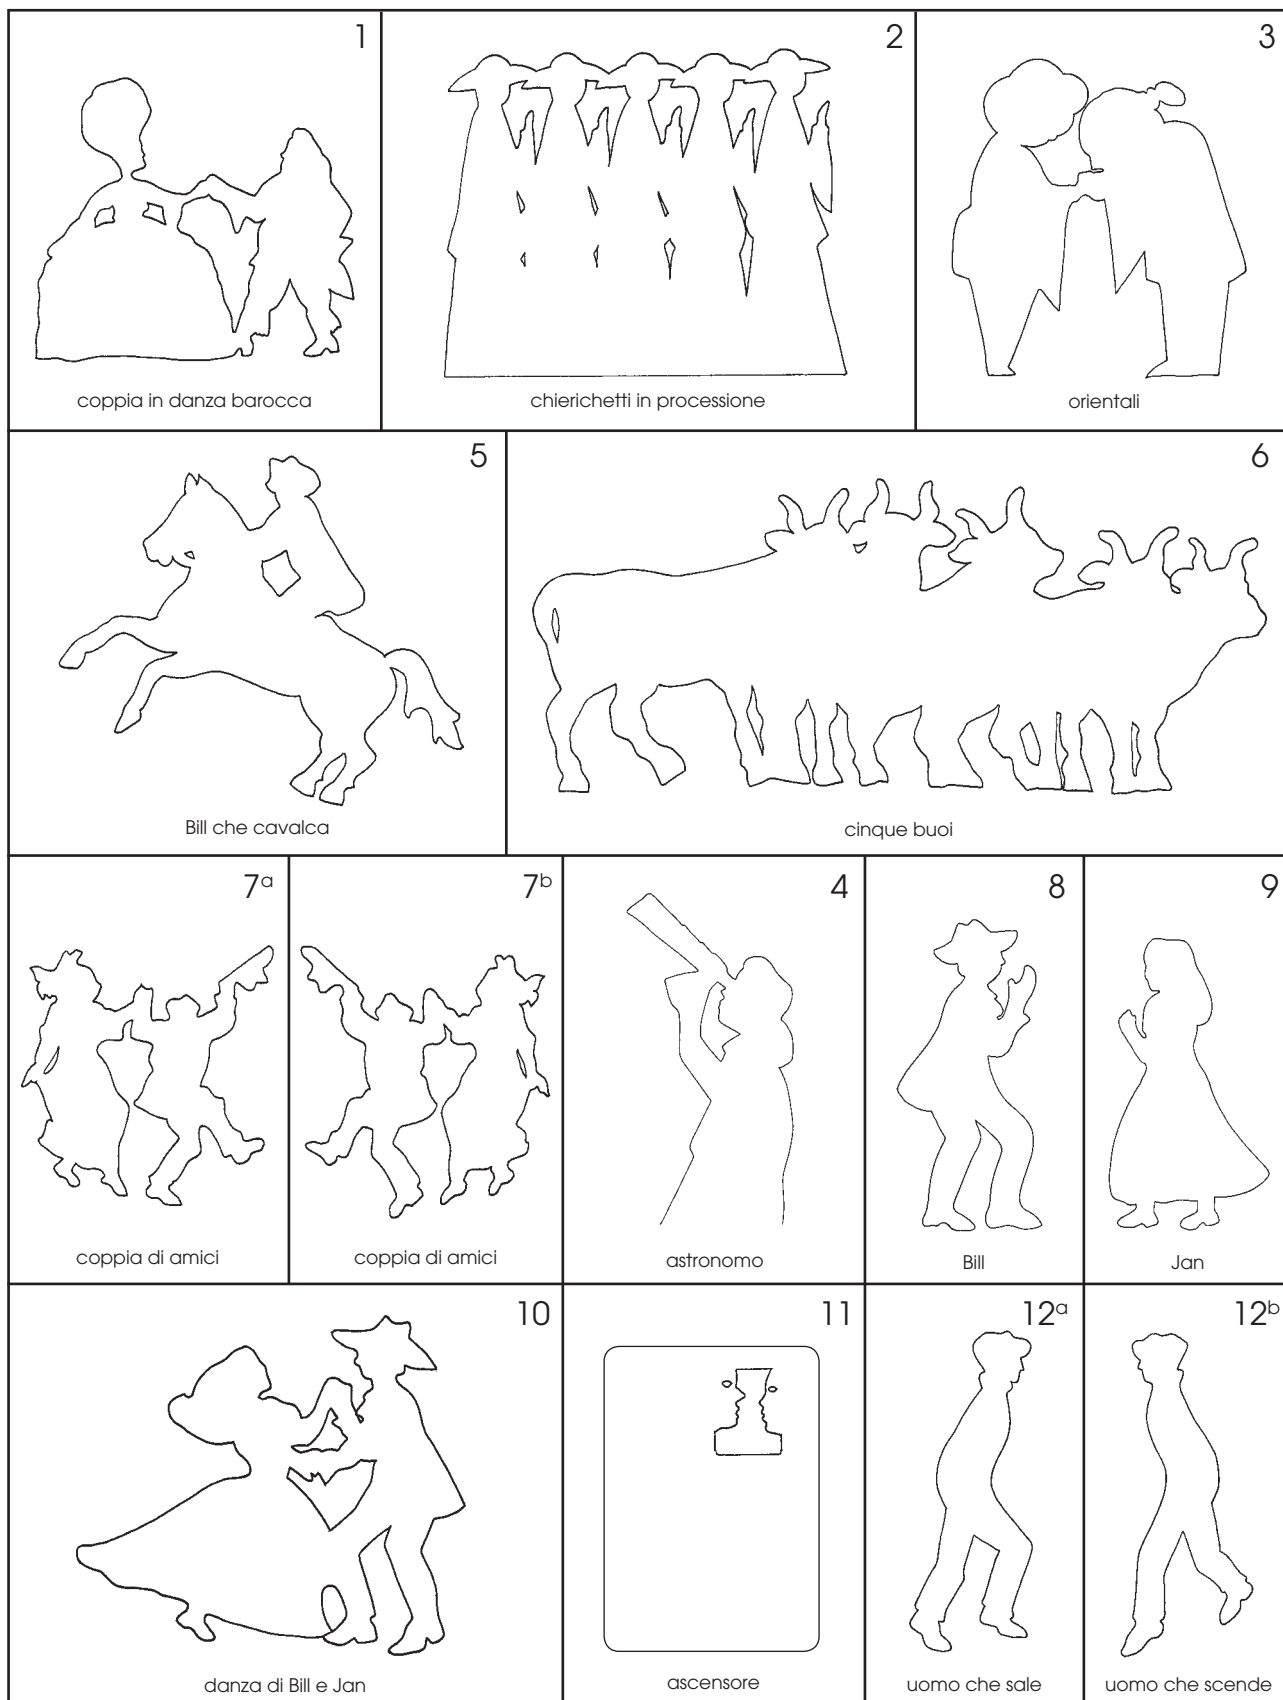 1
coppia in danza barocca
2
chierichetti in processione
3
orientali
5
Bill che cavalca
6
cinque buoi
7a
coppia di amici
7b
coppia di amici
4
astronomo
8
Bill
9
Jan
10
danza di Bill e Jan
11
ascensore
12a
uomo che sale
12b
uomo che scende